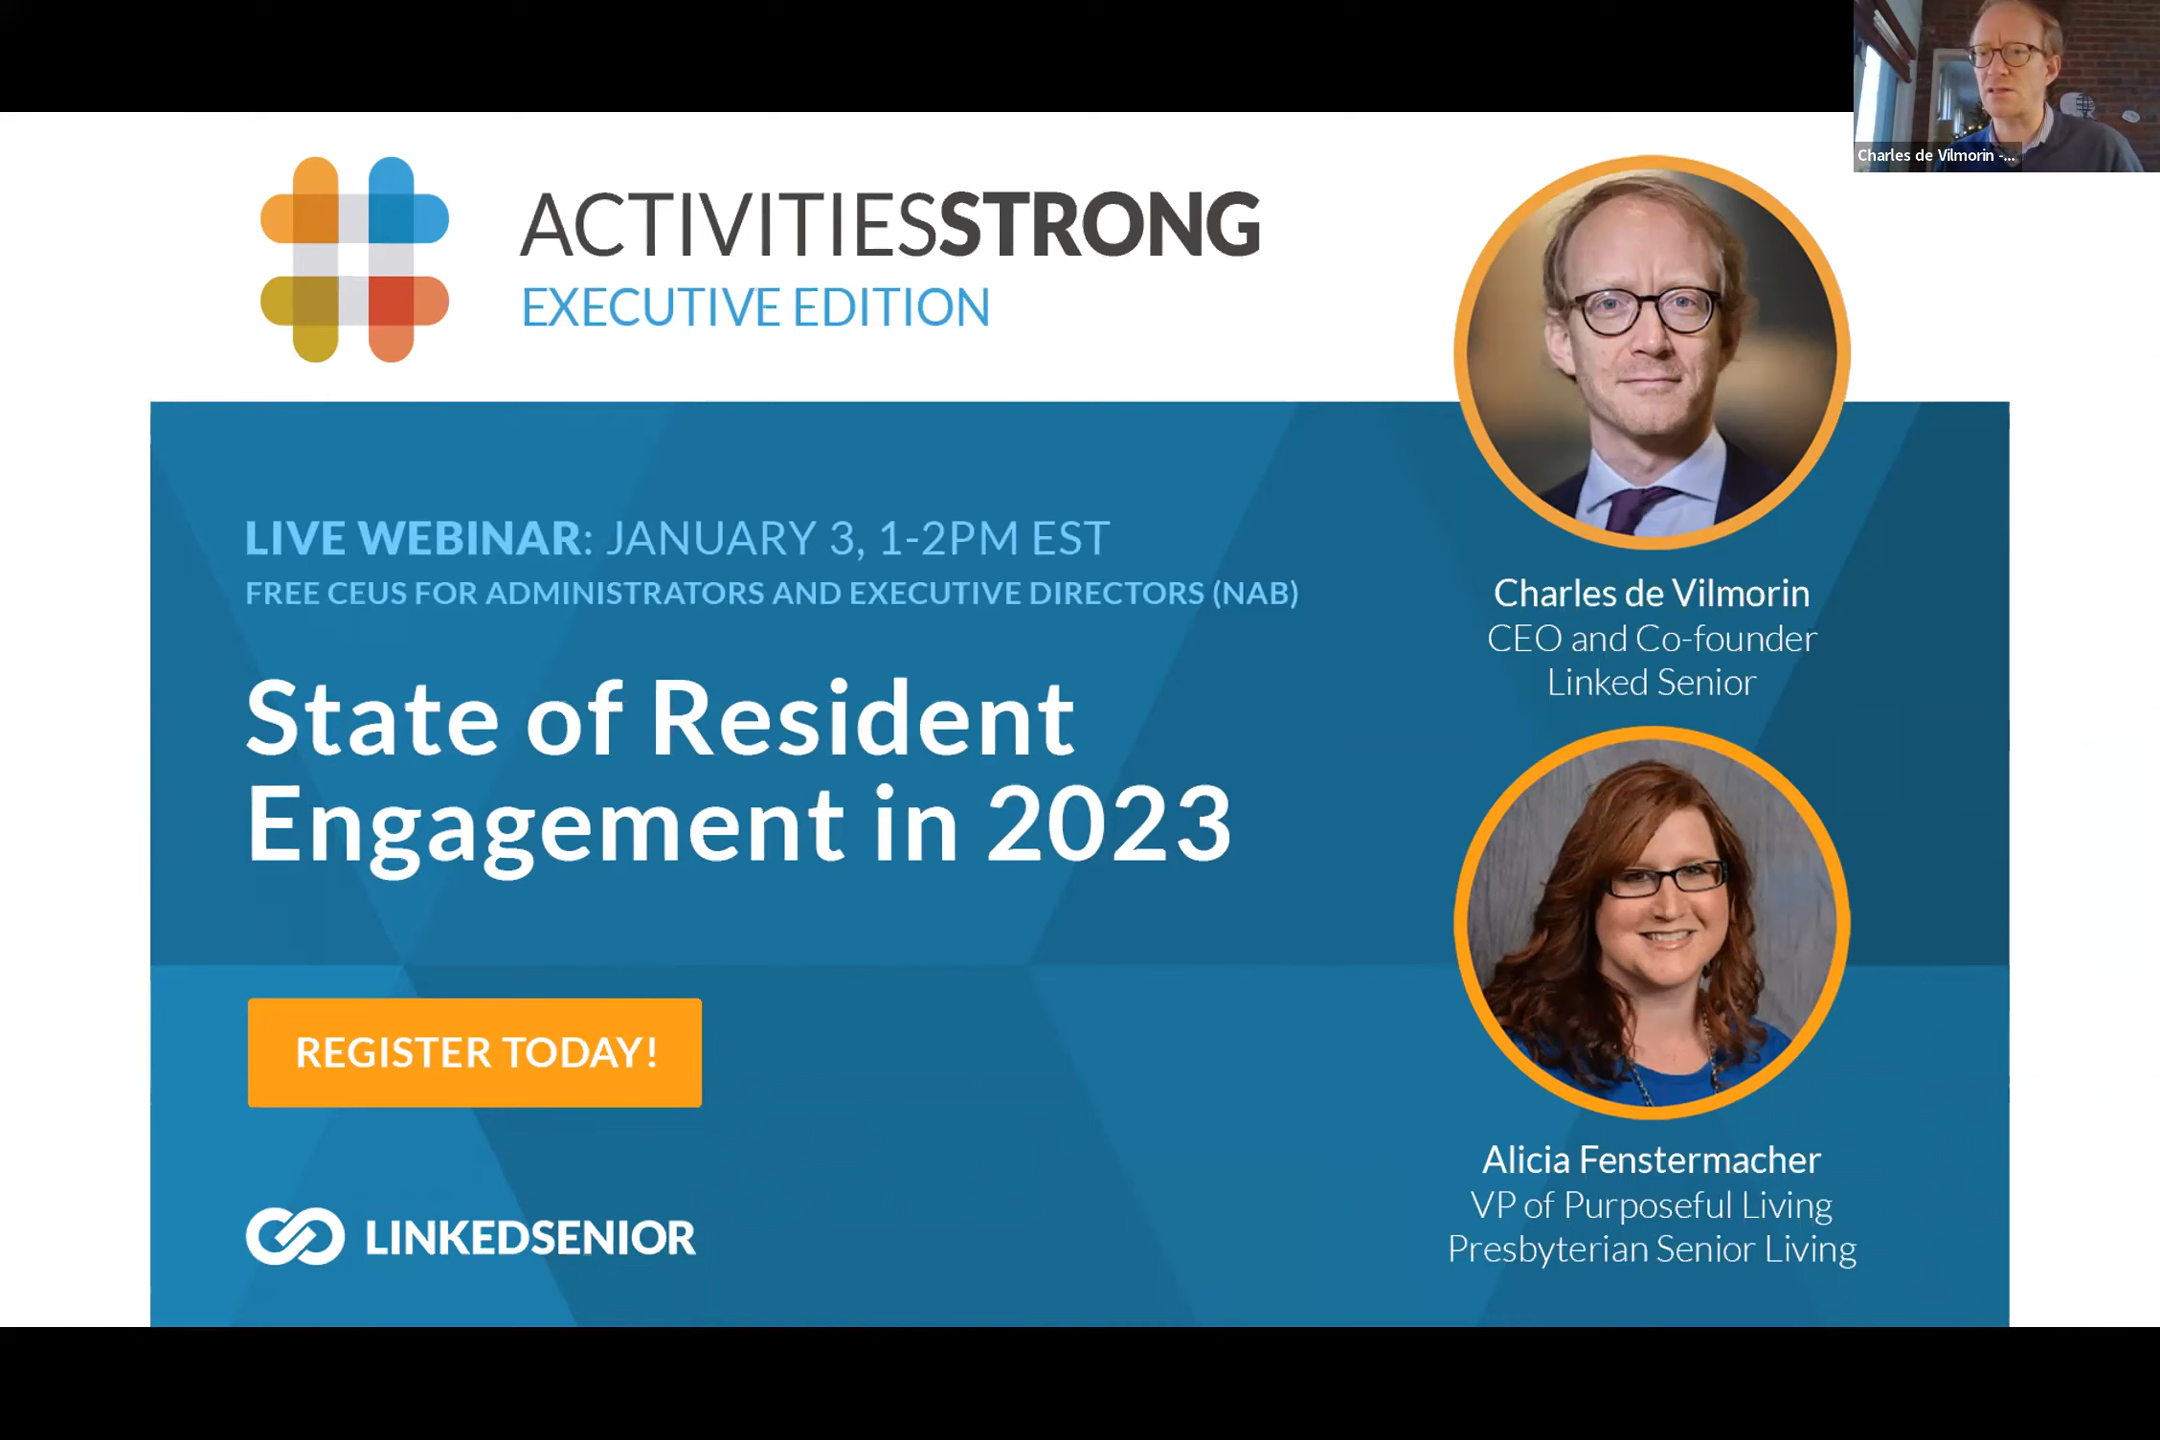 Charles de Vilmorin -...
ACTIVITIESSTRONG
EXECUTIVE EDITION
LIVE WEBINAR: JANUARY 3, 1-2PM EST
FREE CEUS FOR ADMINISTRATORS AND EXECUTIVE DIRECTORS (NAB)
State of Resident
Engagement in 2023
REGISTER TODAY!
LINKEDSENIOR
Charles de Vilmorin
CEO and Co-founder
Linked Senior
Alicia Fenstermacher
VP of Purposeful Living
Presbyterian Senior Living